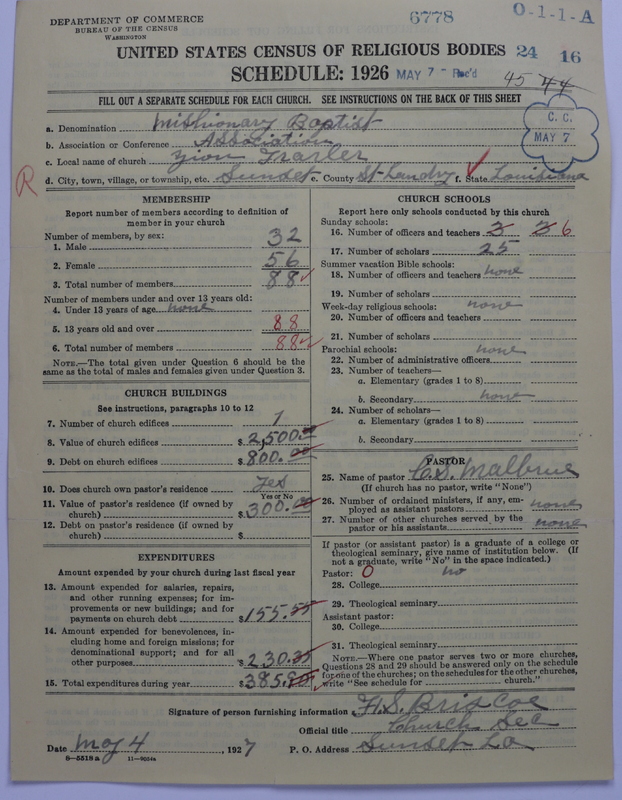 DEPARTMENT OF COMMERCE
BUREAU OF THE CENSUS
WASHINGTON
6778
O-1-1-A
UNITED STATES CENSUS OF RELIGIOUS BODIES 24 16
SCHEDULE: 1926 MAY 7 - Rec'd 45 44
FILL OUT A SEPARATE SCHEDULE FOR EACH CHURCH. SEE INSTRUCTIONS ON THE BACK OF THIS SHEET
C. C.
MAY 7
a. Denomination Missionary Baptist
b. Association or Conference Association
c. Local name of church Zion Travler
d. City, town, village, or township, etc. Sunset e. County St-Landry f. State Louisiana
R
MEMBERSHIP
Report number of members according to definition of
member in your church
Number of members, by sex:
1. Male 32
2. Female 56
3. Total number of members 88
Number of members under and over 13 years old:
4. Under 13 years of age none
5. 13 years old and over 88
6. Total number of members 88
NOTE.—The total given under Question 6 should be the
same as the total of males and females given under Question 3.
CHURCH BUILDINGS
See instructions, paragraphs 10 to 12
7. Number of church edifices 1
8. Value of church edifices $2,500.00
9. Debt on church edifices $800.00
10. Does church own pastor's residence Yes
Yes or No
11. Value of pastor's residence (if owned by
church) $300.00
12. Debt on pastor's residence (if owned by
church) $
EXPENDITURES
Amount expended by your church during last fiscal year
13. Amount expended for salaries, repairs,
and other running expenses; for im-
provements or new buildings; and for
payments on church debt $155.55
14. Amount expended for benevolences, in-
cluding home and foreign missions; for
denominational support; and for all
other purposes $230.35
15. Total expenditures during year $385.90
CHURCH SCHOOLS
Report here only schools conducted by this church
Sunday schools:
16. Number of officers and teachers 3 3 6
17. Number of scholars 25
Summer vacation Bible schools:
18. Number of officers and teachers none
19. Number of scholars
Week-day religious schools: none
20. Number of officers and teachers
21. Number of scholars
Parochial schools: none
22. Number of administrative officers
23. Number of teachers—
a. Elementary (grades 1 to 8)
b. Secondary none
24. Number of scholars—
a. Elementary (grades 1 to 8)
b. Secondary
PASTOR
25. Name of pastor C.S. Malbrue
(If church has no pastor, write "None")
26. Number of ordained ministers, if any, em-
ployed as assistant pastors none
27. Number of other churches served by the
pastor or his assistants none
If pastor (or assistant pastor) is a graduate of a college or
theological seminary, give name of institution below. (If
not a graduate, write "No" in the space indicated.)
Pastor: O no
28. College
29. Theological seminary
Assistant pastor:
30. College
31. Theological seminary
NOTE.—Where one pastor serves two or more churches,
Questions 28 and 29 should be answered only on the schedule
for one of the churches; on the schedules for the other churches,
write "See schedule for church."
Signature of person furnishing information H.S. Briscoe
Official title Church Sec
Date May 4, 1927 P. O. Address Sunset La
8—5518 a 11—9054a